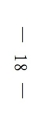 — 18 —